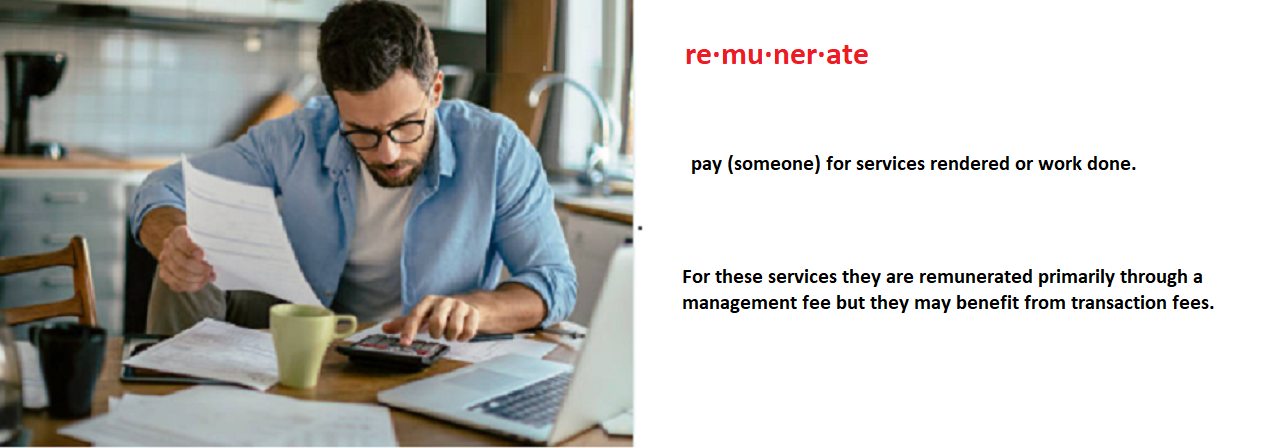 re·mu·ner·ate
pay (someone) for services rendered or work done.
For these services they are remunerated primarily through a
management fee but they may benefit from transaction fees.